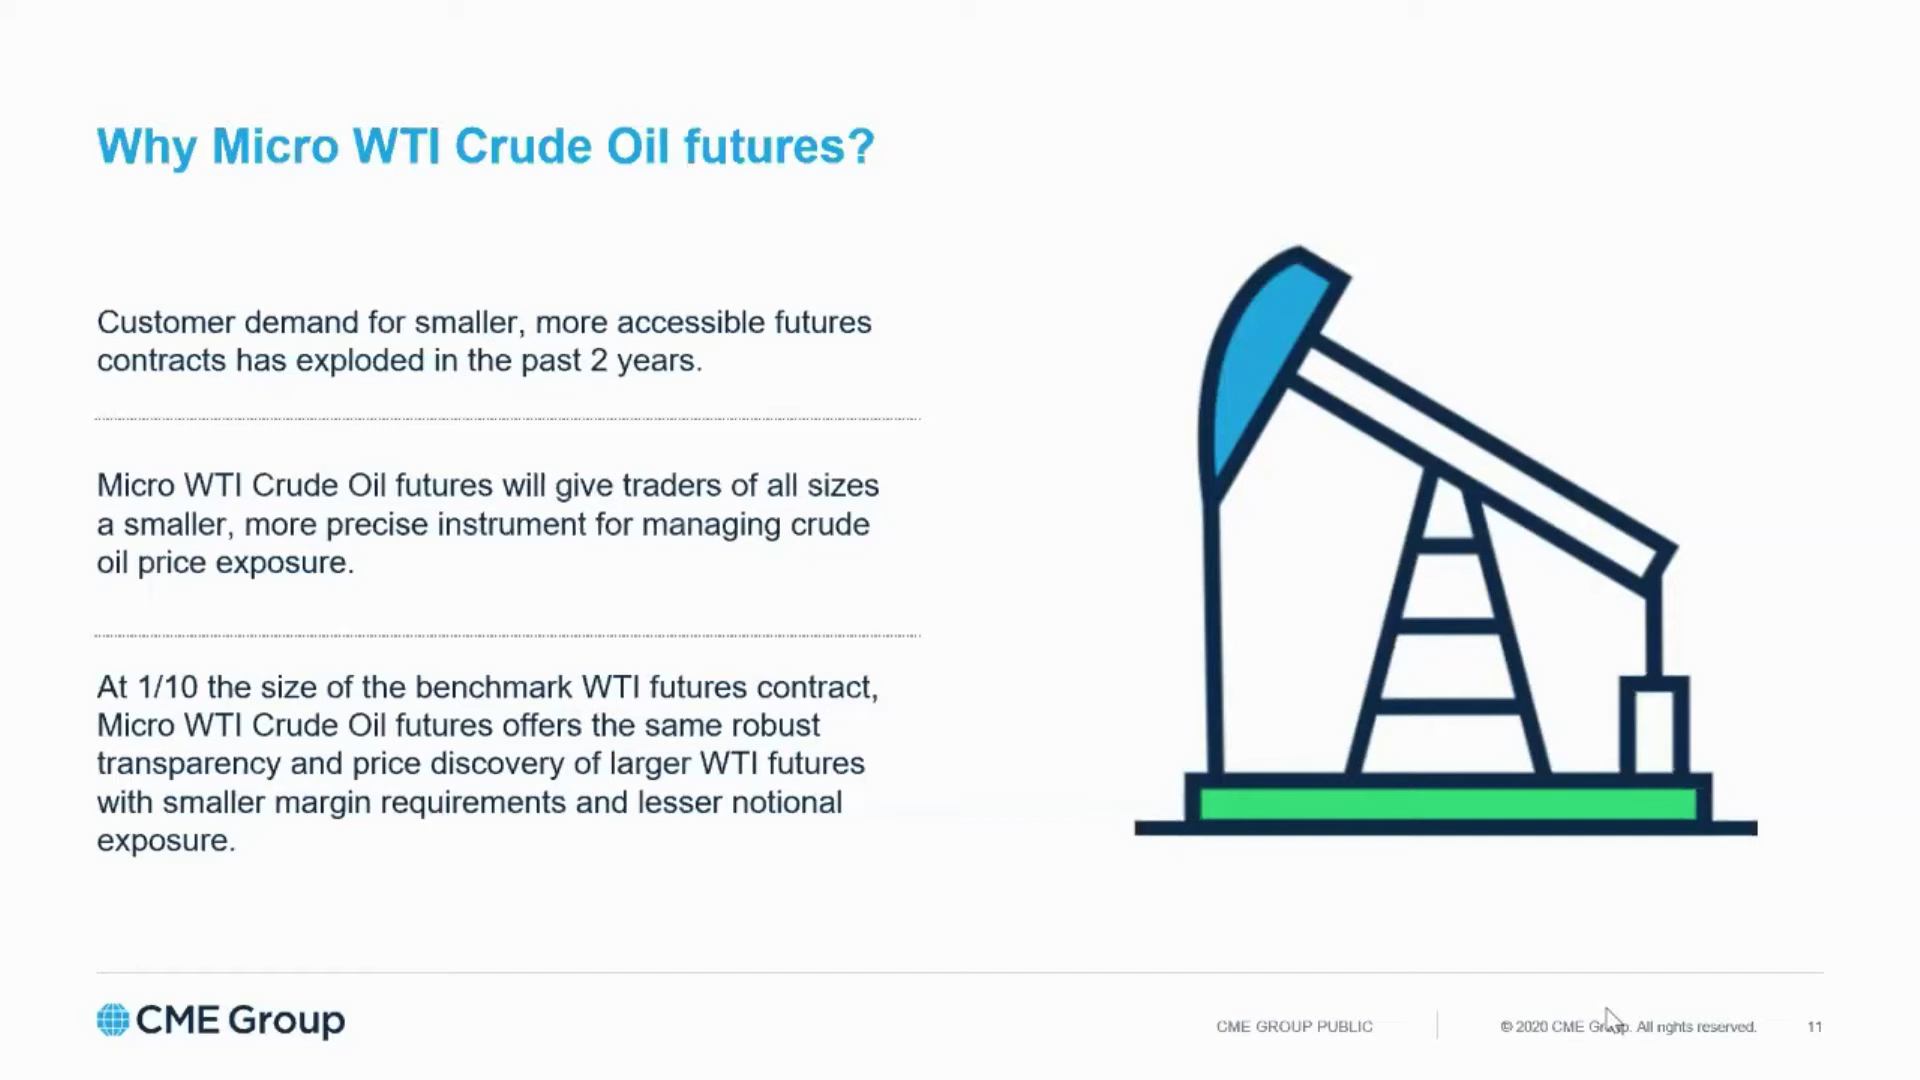 Why Micro WTI Crude Oil futures?
Customer demand for smaller, more accessible futures
contracts has exploded in the past 2 years.
Micro WTI Crude Oil futures will give traders of all sizes
a smaller, more precise instrument for managing crude
oil price exposure.
At 1/10 the size of the benchmark WTI futures contract,
Micro WTI Crude Oil futures offers the same robust
transparency and price discovery of larger WTI futures
with smaller margin requirements and lesser notional
exposure.
CME Group
CME GROUP PUBLIC
© 2020 CME Group. All rights reserved.
11